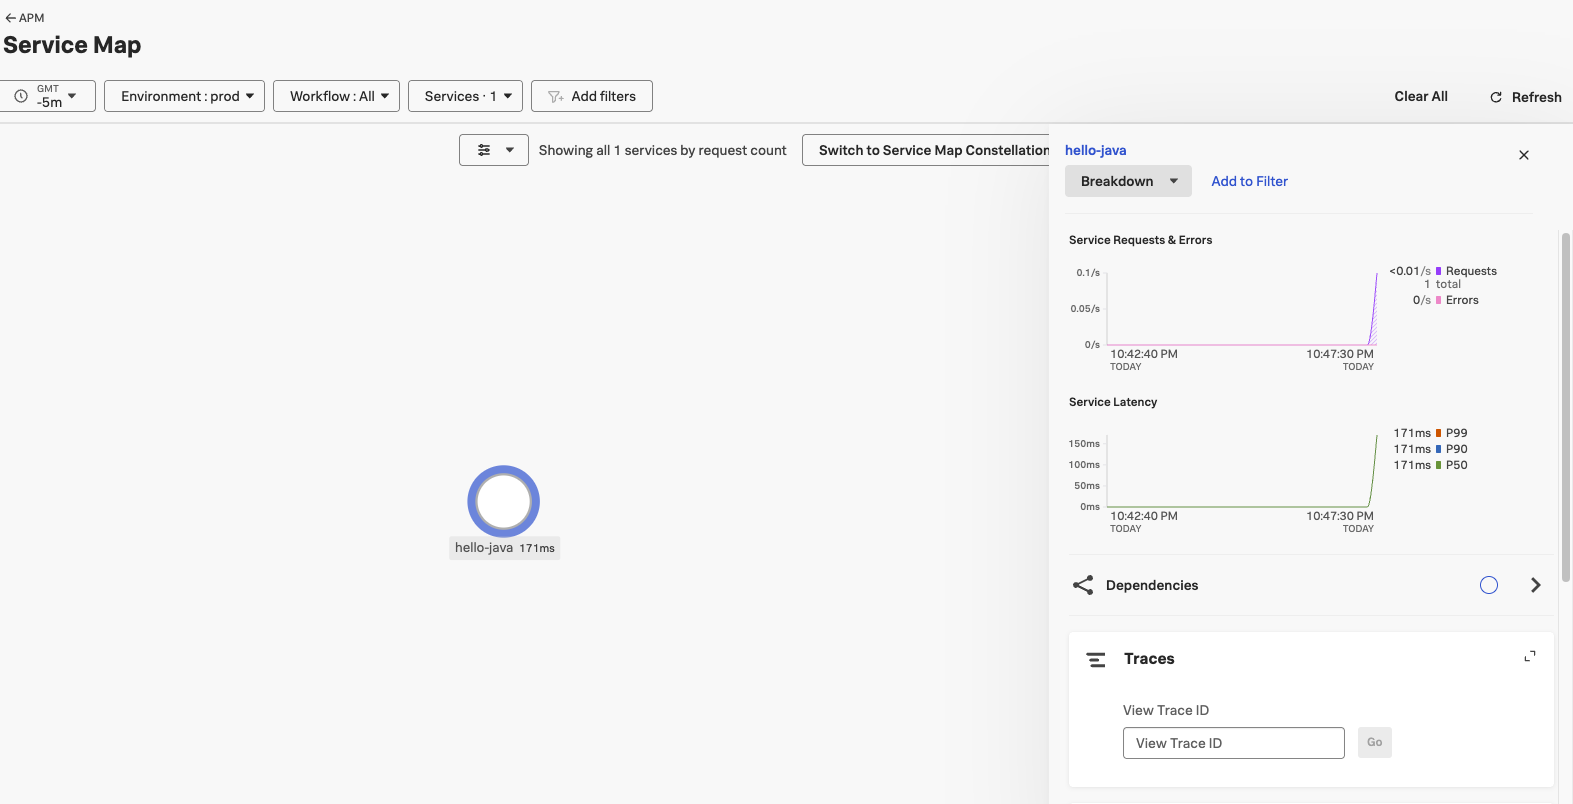 APM
Service Map
GMT
-5m
Environment : prod
Workflow : All
Services · 1
Add filters
Clear All
Refresh
Showing all 1 services by request count
Switch to Service Map Constellation
hello-java
Breakdown
Add to Filter
Service Requests & Errors
0.1/s
0.05/s
0/s
10:42:40 PM
TODAY
10:47:30 PM
TODAY
<0.01/s Requests
1 total
0/s Errors
Service Latency
150ms
100ms
50ms
0ms
10:42:40 PM
TODAY
10:47:30 PM
TODAY
171ms P99
171ms P90
171ms P50
hello-java 171ms
Dependencies
Traces
View Trace ID
View Trace ID
Go